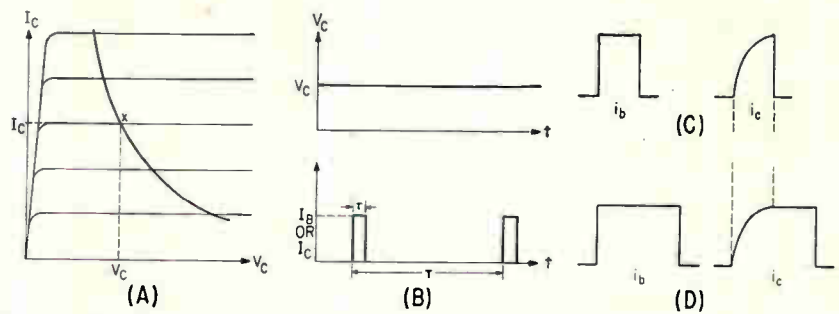 I_C
I_C
x
V_C
V_C
(A)
V_C
V_C
t
I_B
OR
I_C
τ
T
t
(B)
i_b
i_c
(C)
i_b
i_c
(D)